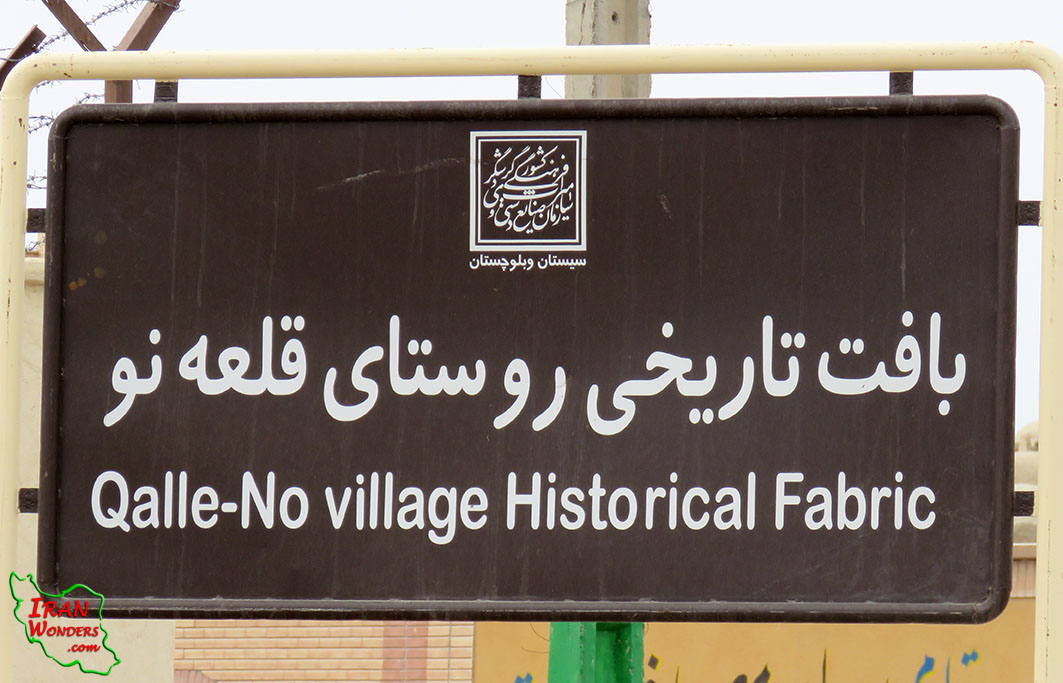 سازمان میراث فرهنگی صنایع دستی و گردشگری کشور
سیستان وبلوچستان
بافت تاریخی روستای قلعه نو
Qalle-No village Historical Fabric
IRAN
WONDERS
.com